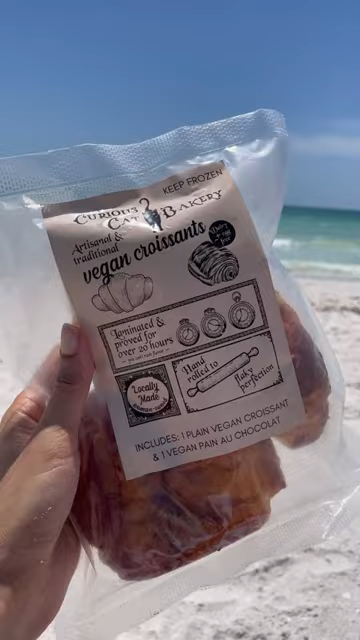 KEEP FROZEN
CURIOUS
CAT BAKERY
Artisanal &
traditional
vegan croissants
Laminated &
proved for
over 20 hours
Locally
Made
Hand
rolled to
flaky
perfection
INCLUDES: 1 PLAIN VEGAN CROISSANT
& 1 VEGAN PAIN AU CHOCOLAT